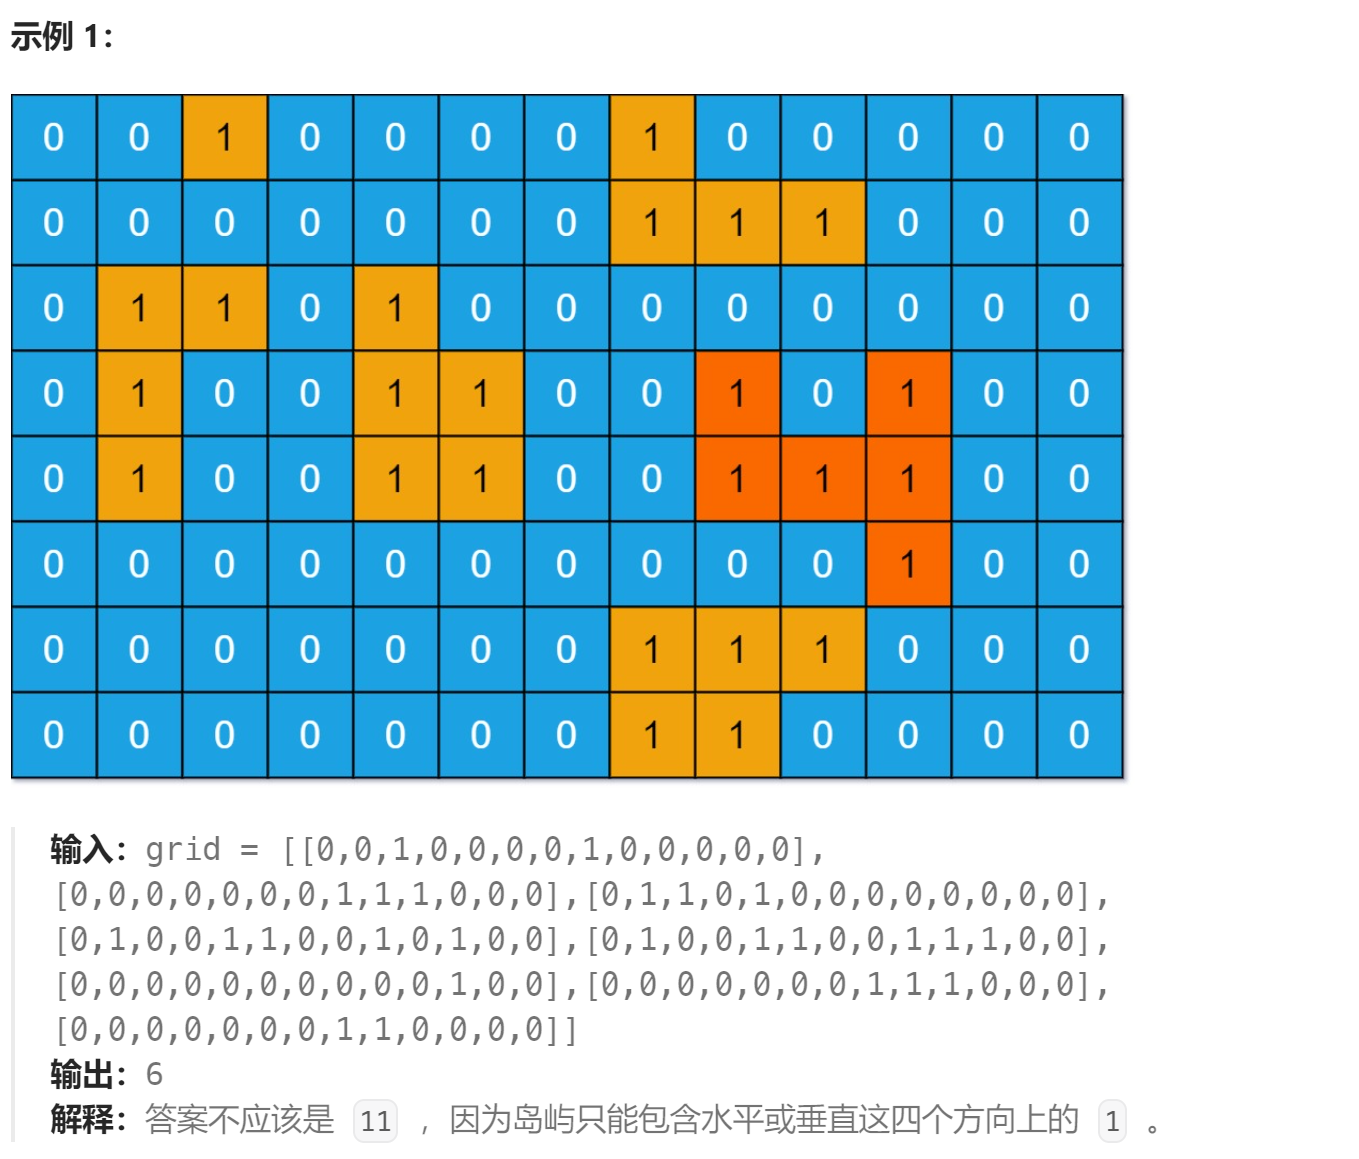 示例 1：
0 0 1 0 0 0 0 1 0 0 0 0 0
0 0 0 0 0 0 0 1 1 1 0 0 0
0 1 1 0 1 0 0 0 0 0 0 0 0
0 1 0 0 1 1 0 0 1 0 1 0 0
0 1 0 0 1 1 0 0 1 1 1 0 0
0 0 0 0 0 0 0 0 0 0 1 0 0
0 0 0 0 0 0 0 1 1 1 0 0 0
0 0 0 0 0 0 0 1 1 0 0 0 0
输入：grid = [[0,0,1,0,0,0,0,1,0,0,0,0,0],
[0,0,0,0,0,0,0,1,1,1,0,0,0],[0,1,1,0,1,0,0,0,0,0,0,0,0],
[0,1,0,0,1,1,0,0,1,0,1,0,0],[0,1,0,0,1,1,0,0,1,1,1,0,0],
[0,0,0,0,0,0,0,0,0,0,1,0,0],[0,0,0,0,0,0,0,1,1,1,0,0,0],
[0,0,0,0,0,0,0,1,1,0,0,0,0]]
输出：6
解释：答案不应该是 11 ，因为岛屿只能包含水平或垂直这四个方向上的 1 。